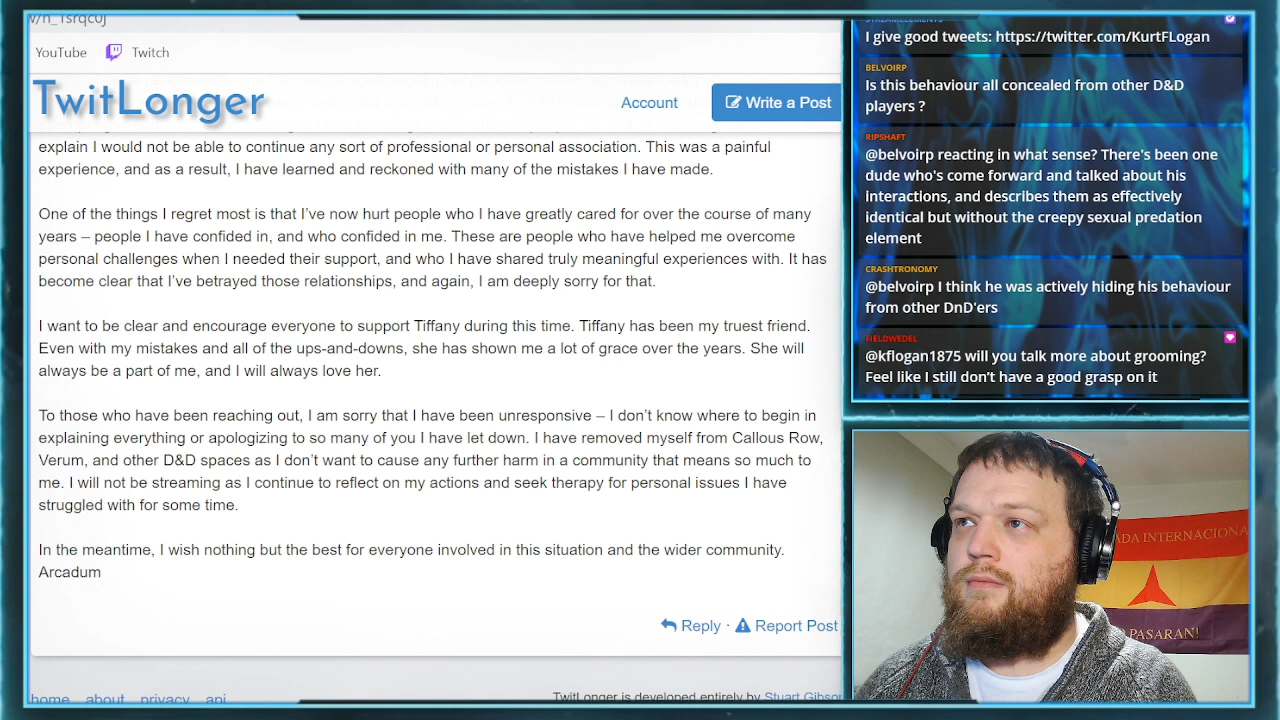 YouTube Twitch
TwitLonger
Account
Write a Post
explain I would not be able to continue any sort of professional or personal association. This was a painful
experience, and as a result, I have learned and reckoned with many of the mistakes I have made.
One of the things I regret most is that I've now hurt people who I have greatly cared for over the course of many
years – people I have confided in, and who confided in me. These are people who have helped me overcome
personal challenges when I needed their support, and who I have shared truly meaningful experiences with. It has
become clear that I've betrayed those relationships, and again, I am deeply sorry for that.
I want to be clear and encourage everyone to support Tiffany during this time. Tiffany has been my truest friend.
Even with my mistakes and all of the ups-and-downs, she has shown me a lot of grace over the years. She will
always be a part of me, and I will always love her.
To those who have been reaching out, I am sorry that I have been unresponsive – I don't know where to begin in
explaining everything or apologizing to so many of you I have let down. I have removed myself from Callous Row,
Verum, and other D&D spaces as I don't want to cause any further harm in a community that means so much to
me. I will not be streaming as I continue to reflect on my actions and seek therapy for personal issues I have
struggled with for some time.
In the meantime, I wish nothing but the best for everyone involved in this situation and the wider community.
Arcadum
Reply · Report Post
home about privacy api
TwitLonger is developed entirely by Stuart Gibson
STREAMELEMENTS
I give good tweets: https://twitter.com/KurtFLogan
BELVOIRP
Is this behaviour all concealed from other D&D
players ?
RIPSHAFT
@belvoirp reacting in what sense? There's been one
dude who's come forward and talked about his
interactions, and describes them as effectively
identical but without the creepy sexual predation
element
CRASHTRONOMY
@belvoirp I think he was actively hiding his behaviour
from other DnD'ers
FIELDWEDEL
@kflogan1875 will you talk more about grooming?
Feel like I still don't have a good grasp on it
ADA INTERNACIONA
PASARAN!